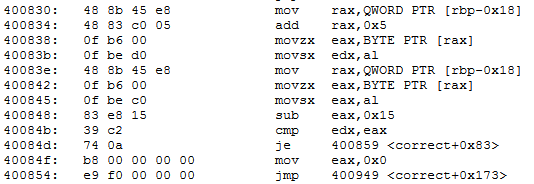 400830: 48 8b 45 e8 mov rax,QWORD PTR [rbp-0x18]
400834: 48 83 c0 05 add rax,0x5
400838: 0f b6 00 movzx eax,BYTE PTR [rax]
40083b: 0f be d0 movsx edx,al
40083e: 48 8b 45 e8 mov rax,QWORD PTR [rbp-0x18]
400842: 0f b6 00 movzx eax,BYTE PTR [rax]
400845: 0f be c0 movsx eax,al
400848: 83 e8 15 sub eax,0x15
40084b: 39 c2 cmp edx,eax
40084d: 74 0a je 400859 <correct+0x83>
40084f: b8 00 00 00 00 mov eax,0x0
400854: e9 f0 00 00 00 jmp 400949 <correct+0x173>